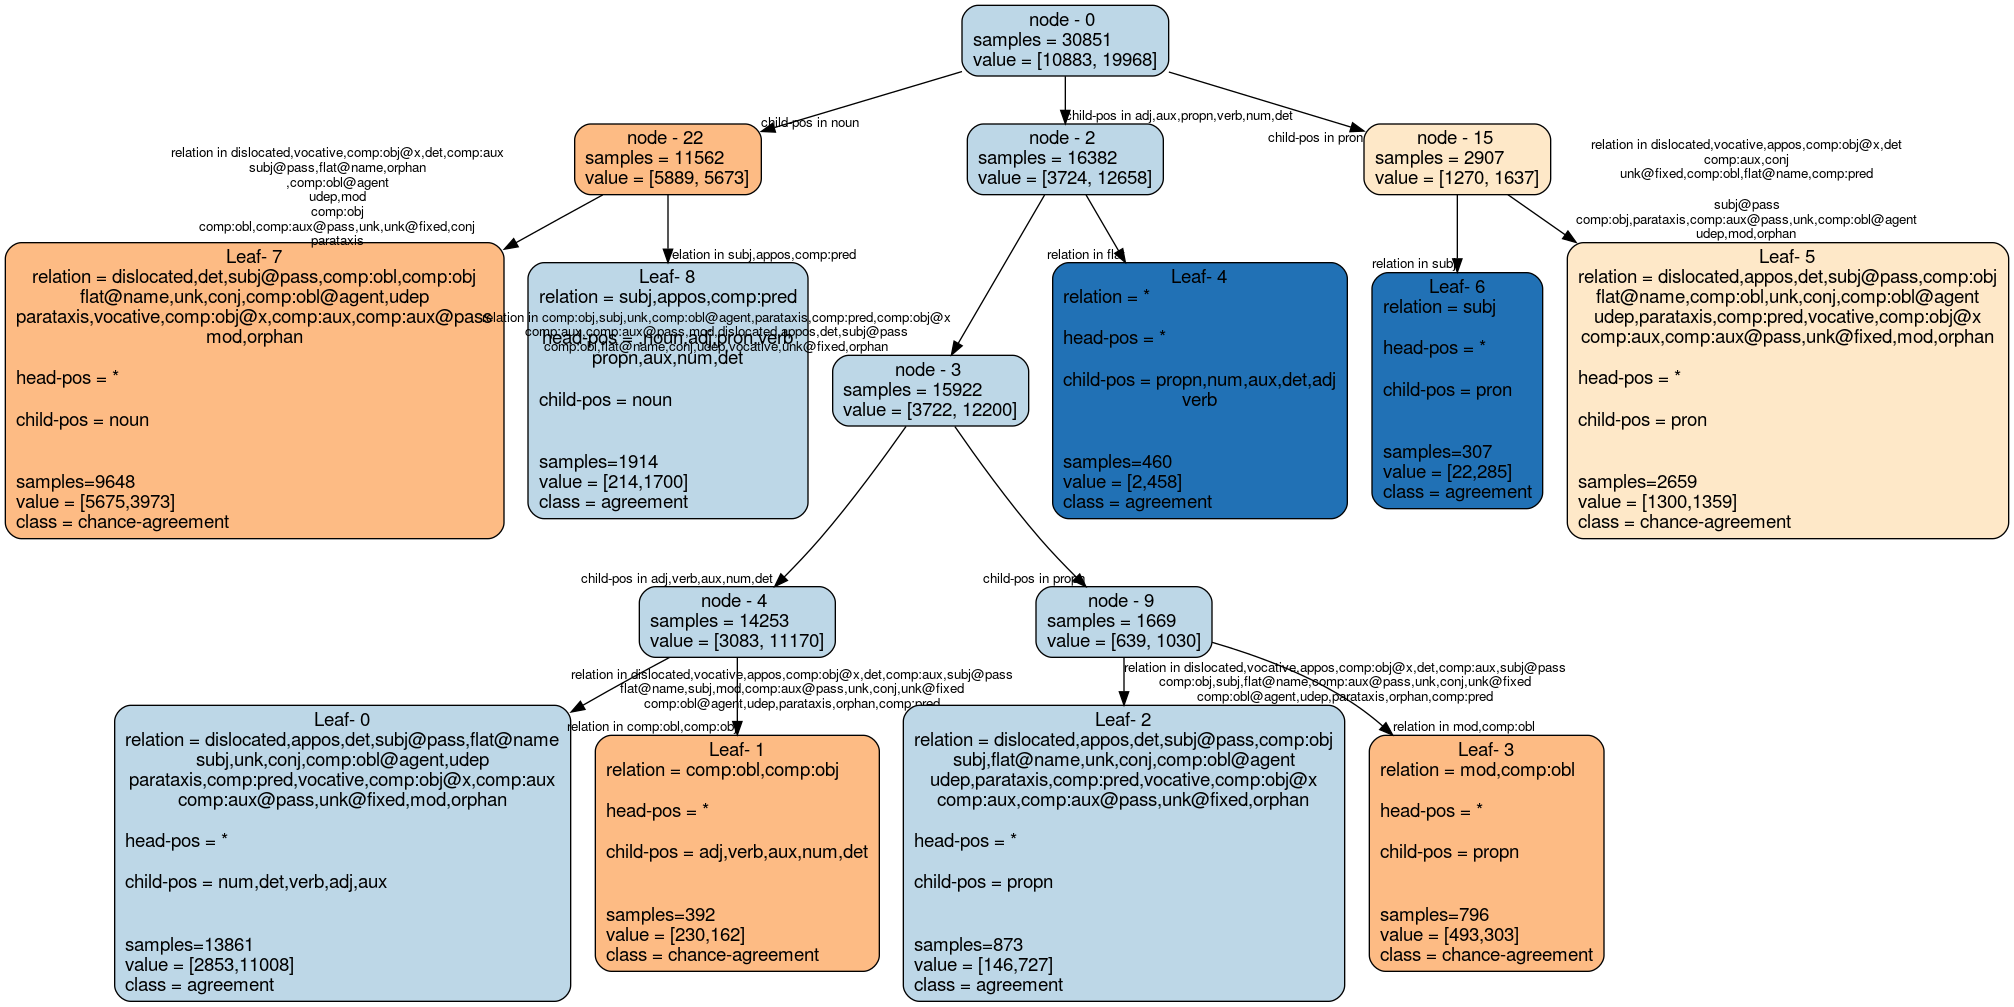 node - 0
samples = 30851
value = [10883, 19968]
child-pos in noun
child-pos in adj,aux,propn,verb,num,det
child-pos in pron
node - 22
samples = 11562
value = [5889, 5673]
node - 2
samples = 16382
value = [3724, 12658]
node - 15
samples = 2907
value = [1270, 1637]
relation in dislocated,vocative,comp:obj@x,det,comp:aux
subj@pass,flat@name,orphan
,comp:obl@agent
udep,mod
comp:obj
comp:obl,comp:aux@pass,unk,unk@fixed,conj
parataxis
relation in subj,appos,comp:pred
relation in
relation in subj
relation in dislocated,vocative,appos,comp:obj@x,det
comp:aux,conj
unk@fixed,comp:obl,flat@name,comp:pred
subj@pass
comp:obj,parataxis,comp:aux@pass,unk,comp:obl@agent
udep,mod,orphan
Leaf- 7
relation = dislocated,det,subj@pass,comp:obl,comp:obj
flat@name,unk,conj,comp:obl@agent,udep
parataxis,vocative,comp:obj@x,comp:aux,comp:aux@pass
mod,orphan
head-pos = *
child-pos = noun
samples=9648
value = [5675,3973]
class = chance-agreement
Leaf- 8
relation = subj,appos,comp:pred
head-pos = noun,adj,pron,verb
propn,aux,num,det
child-pos = noun
samples=1914
value = [214,1700]
class = agreement
relation in comp:obj,subj,unk,comp:obl@agent,parataxis,comp:pred,comp:obj@x
comp:aux,comp:aux@pass,mod,dislocated,appos,det,subj@pass
comp:obl,flat@name,conj,udep,vocative,unk@fixed,orphan
node - 3
samples = 15922
value = [3722, 12200]
Leaf- 4
relation = *
head-pos = *
child-pos = propn,num,aux,det,adj
verb
samples=460
value = [2,458]
class = agreement
Leaf- 6
relation = subj
head-pos = *
child-pos = pron
samples=307
value = [22,285]
class = agreement
Leaf- 5
relation = dislocated,appos,det,subj@pass,comp:obj
flat@name,comp:obl,unk,conj,comp:obl@agent
udep,parataxis,comp:pred,vocative,comp:obj@x
comp:aux,comp:aux@pass,unk@fixed,mod,orphan
head-pos = *
child-pos = pron
samples=2659
value = [1300,1359]
class = chance-agreement
child-pos in adj,verb,aux,num,det
child-pos in propn
node - 4
samples = 14253
value = [3083, 11170]
node - 9
samples = 1669
value = [639, 1030]
relation in dislocated,vocative,appos,comp:obj@x,det,comp:aux,subj@pass
flat@name,subj,mod,comp:aux@pass,unk,conj,unk@fixed
comp:obl@agent,udep,parataxis,orphan,comp:pred
relation in comp:obl,comp:obj
relation in dislocated,vocative,appos,comp:obj@x,det,comp:aux,subj@pass
comp:obj,subj,flat@name,comp:aux@pass,unk,conj,unk@fixed
comp:obl@agent,udep,parataxis,orphan,comp:pred
relation in mod,comp:obl
Leaf- 0
relation = dislocated,appos,det,subj@pass,flat@name
subj,unk,conj,comp:obl@agent,udep
parataxis,comp:pred,vocative,comp:obj@x,comp:aux
comp:aux@pass,unk@fixed,mod,orphan
head-pos = *
child-pos = num,det,verb,adj,aux
samples=13861
value = [2853,11008]
class = agreement
Leaf- 1
relation = comp:obl,comp:obj
head-pos = *
child-pos = adj,verb,aux,num,det
samples=392
value = [230,162]
class = chance-agreement
Leaf- 2
relation = dislocated,appos,det,subj@pass,comp:obj
subj,flat@name,unk,conj,comp:obl@agent
udep,parataxis,comp:pred,vocative,comp:obj@x
comp:aux,comp:aux@pass,unk@fixed,orphan
head-pos = *
child-pos = propn
samples=873
value = [146,727]
class = agreement
Leaf- 3
relation = mod,comp:obl
head-pos = *
child-pos = propn
samples=796
value = [493,303]
class = chance-agreement